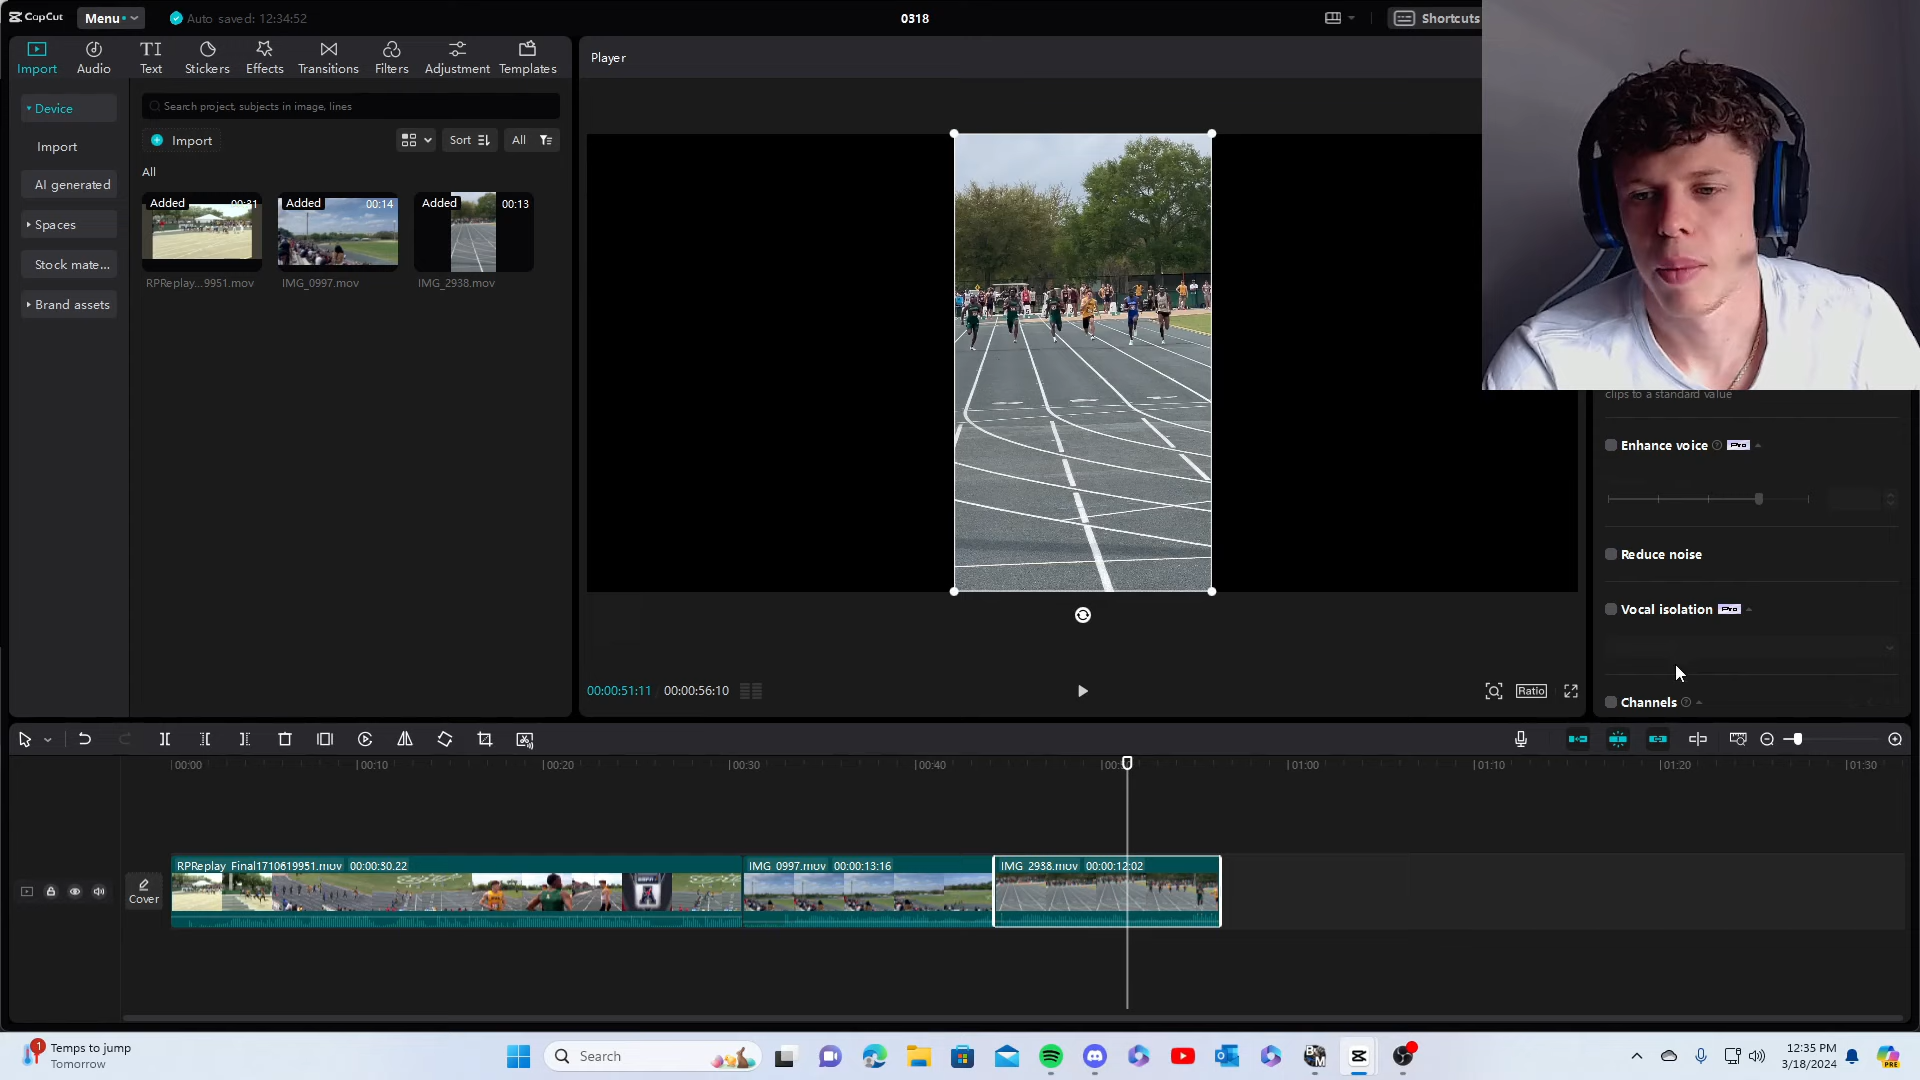 CapCut
Menu
Auto saved: 12:34:52
0318
Shortcuts
Import
Audio
TI
Text
Stickers
Effects
Transitions
Filters
Adjustment
Templates
Player
Device
Import
AI generated
Spaces
Stock mate...
Brand assets
Search project, subjects in image, lines
Import
Sort
All
All
Added
00:31
Added
00:14
Added
00:13
RPReplay...9951.mov
IMG_0997.mov
IMG_2938.mov
clips to a standard value
Enhance voice
Pro
Reduce noise
Vocal isolation
Pro
Channels
00:00:51:11
00:00:56:10
Ratio
00:00
00:10
00:20
00:30
00:40
01:00
01:10
01:20
01:30
Cover
RPReplay_Final1710619951.mov 00:00:30:22
IMG_0997.mov 00:00:13:16
IMG_2938.mov 00:00:12:02
1
Temps to jump
Tomorrow
Search
12:35 PM
3/18/2024
PRE